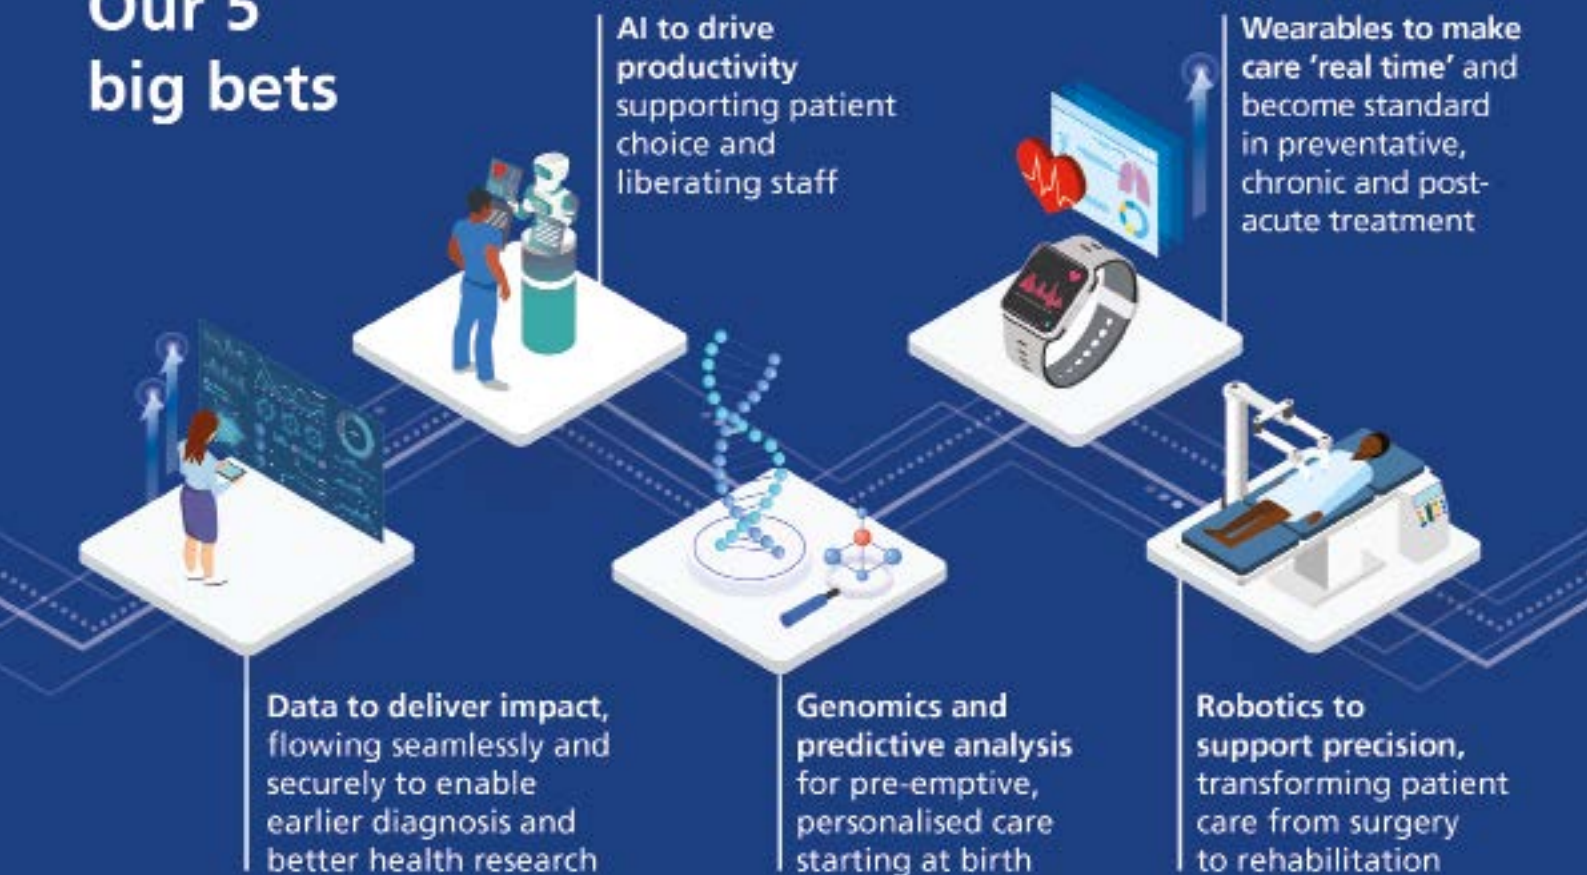 Our 5
big bets
AI to drive
productivity
supporting patient
choice and
liberating staff
Wearables to make
care ‘real time’ and
become standard
in preventative,
chronic and post-
acute treatment
Data to deliver impact,
flowing seamlessly and
securely to enable
earlier diagnosis and
better health research
Genomics and
predictive analysis
for pre-emptive,
personalised care
starting at birth
Robotics to
support precision,
transforming patient
care from surgery
to rehabilitation